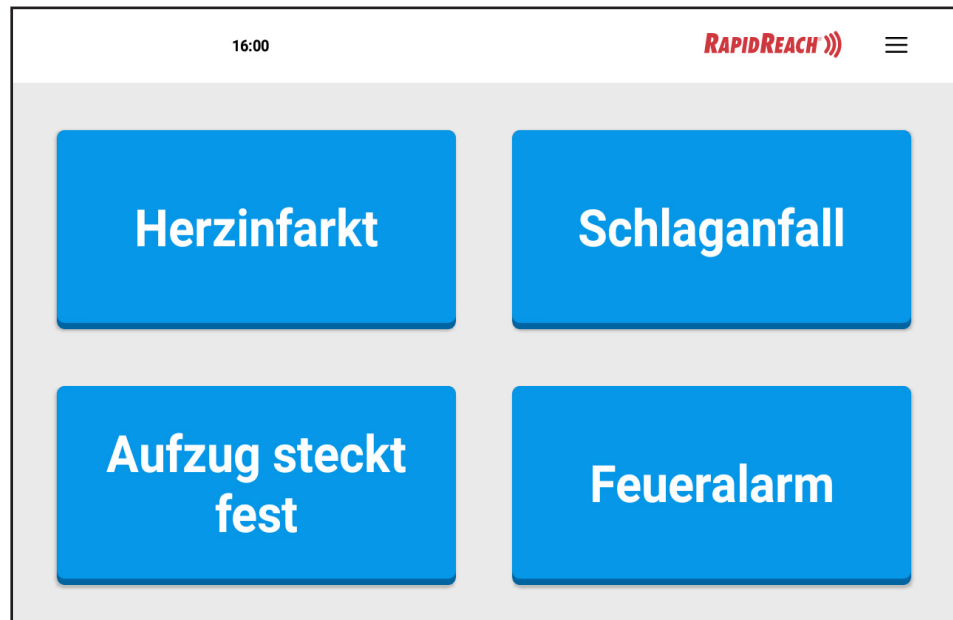 16:00
RAPIDREACH
Herzinfarkt
Schlaganfall
Aufzug steckt
fest
Feueralarm